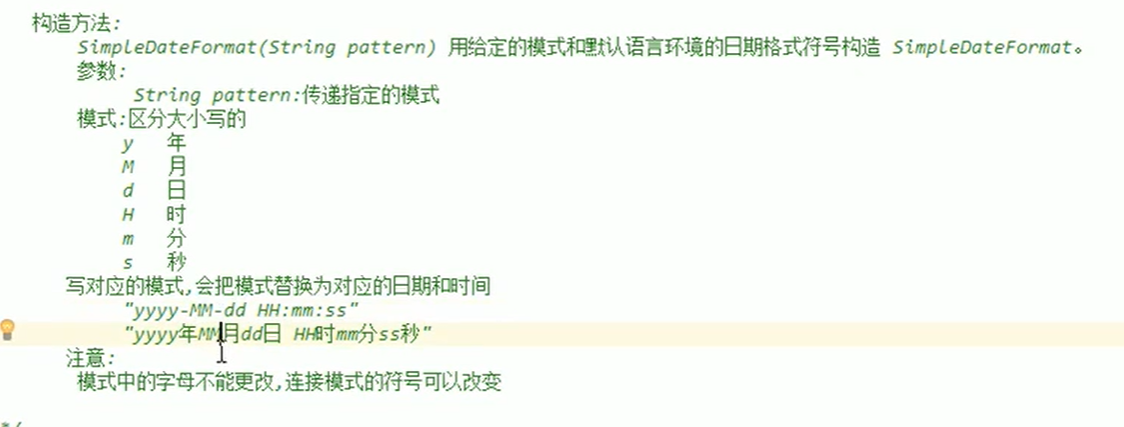 构造方法:
SimpleDateFormat(String pattern) 用给定的模式和默认语言环境的日期格式符号构造 SimpleDateFormat。
参数:
String pattern:传递指定的模式
模式:区分大小写的
y 年
M 月
d 日
H 时
m 分
s 秒
写对应的模式,会把模式替换为对应的日期和时间
"yyyy-MM-dd HH:mm:ss"
"yyyy年MM月dd日 HH时mm分ss秒"
注意:
模式中的字母不能更改,连接模式的符号可以改变
*/